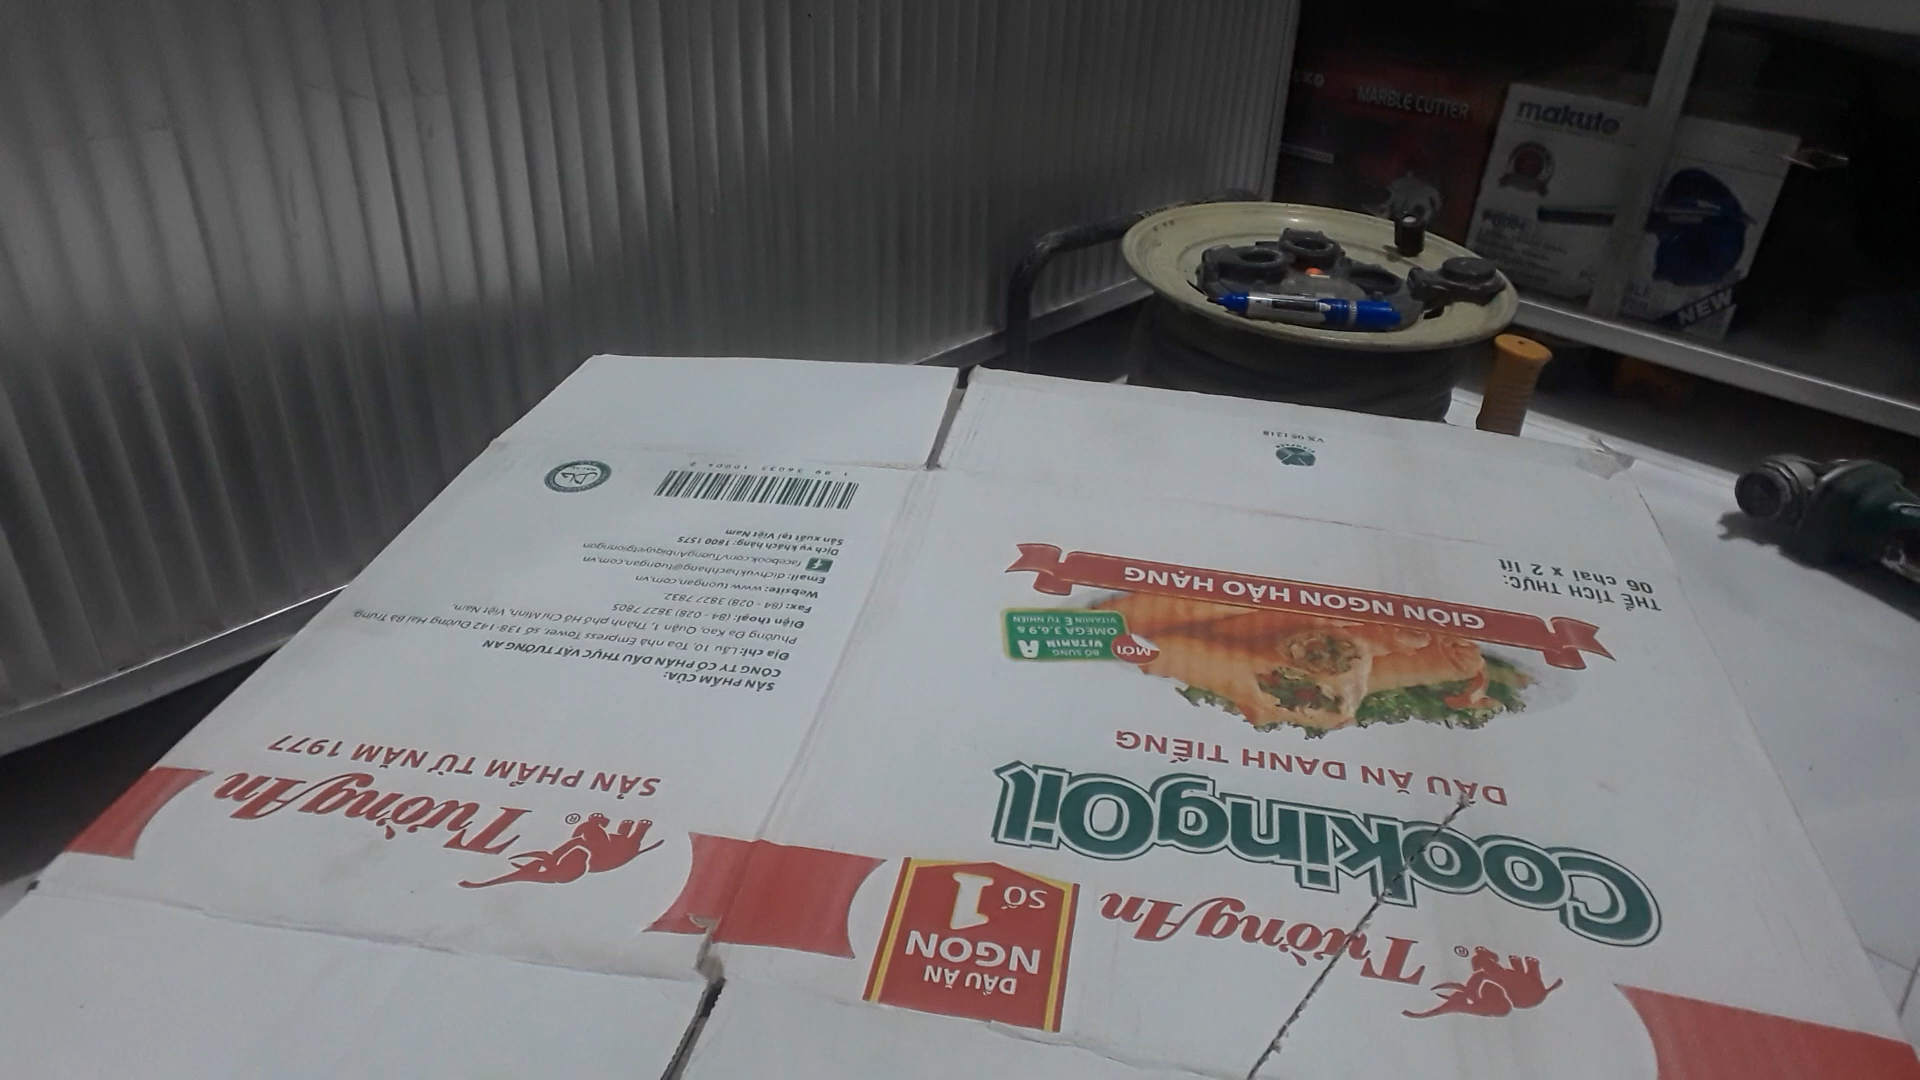 MARBLE CUTTER
makute
NEW
Tường An®
CookingOil
DẦU ĂN DANH TIẾNG
DẦU ĂN
NGON
SỐ 1
MỚI
BỔ SUNG
VITAMIN A
OMEGA 3,6,9 &
VITAMIN E TỰ NHIÊN
GIÒN NGON HẢO HẠNG
THỂ TÍCH THỰC:
06 chai x 2 lít
VX 051218
Tường An®
SẢN PHẨM TỪ NĂM 1977
SẢN PHẨM CỦA:
CÔNG TY CỔ PHẦN DẦU THỰC VẬT TƯỜNG AN
Địa chỉ: Lầu 10, Tòa nhà Empress Tower, số 138-142 Đường Hai Bà Trưng
Phường Đa Kao, Quận 1, Thành phố Hồ Chí Minh, Việt Nam.
Điện thoại: (84 - 028) 3827 7805
Fax: (84 - 028) 3827 7832
Website: www.tuongan.com.vn
Email: dichvukhachhang@tuongan.com.vn
facebook.com/TuongAnbiquyetgionngon
Dịch vụ khách hàng: 1800 1575
Sản xuất tại Việt Nam